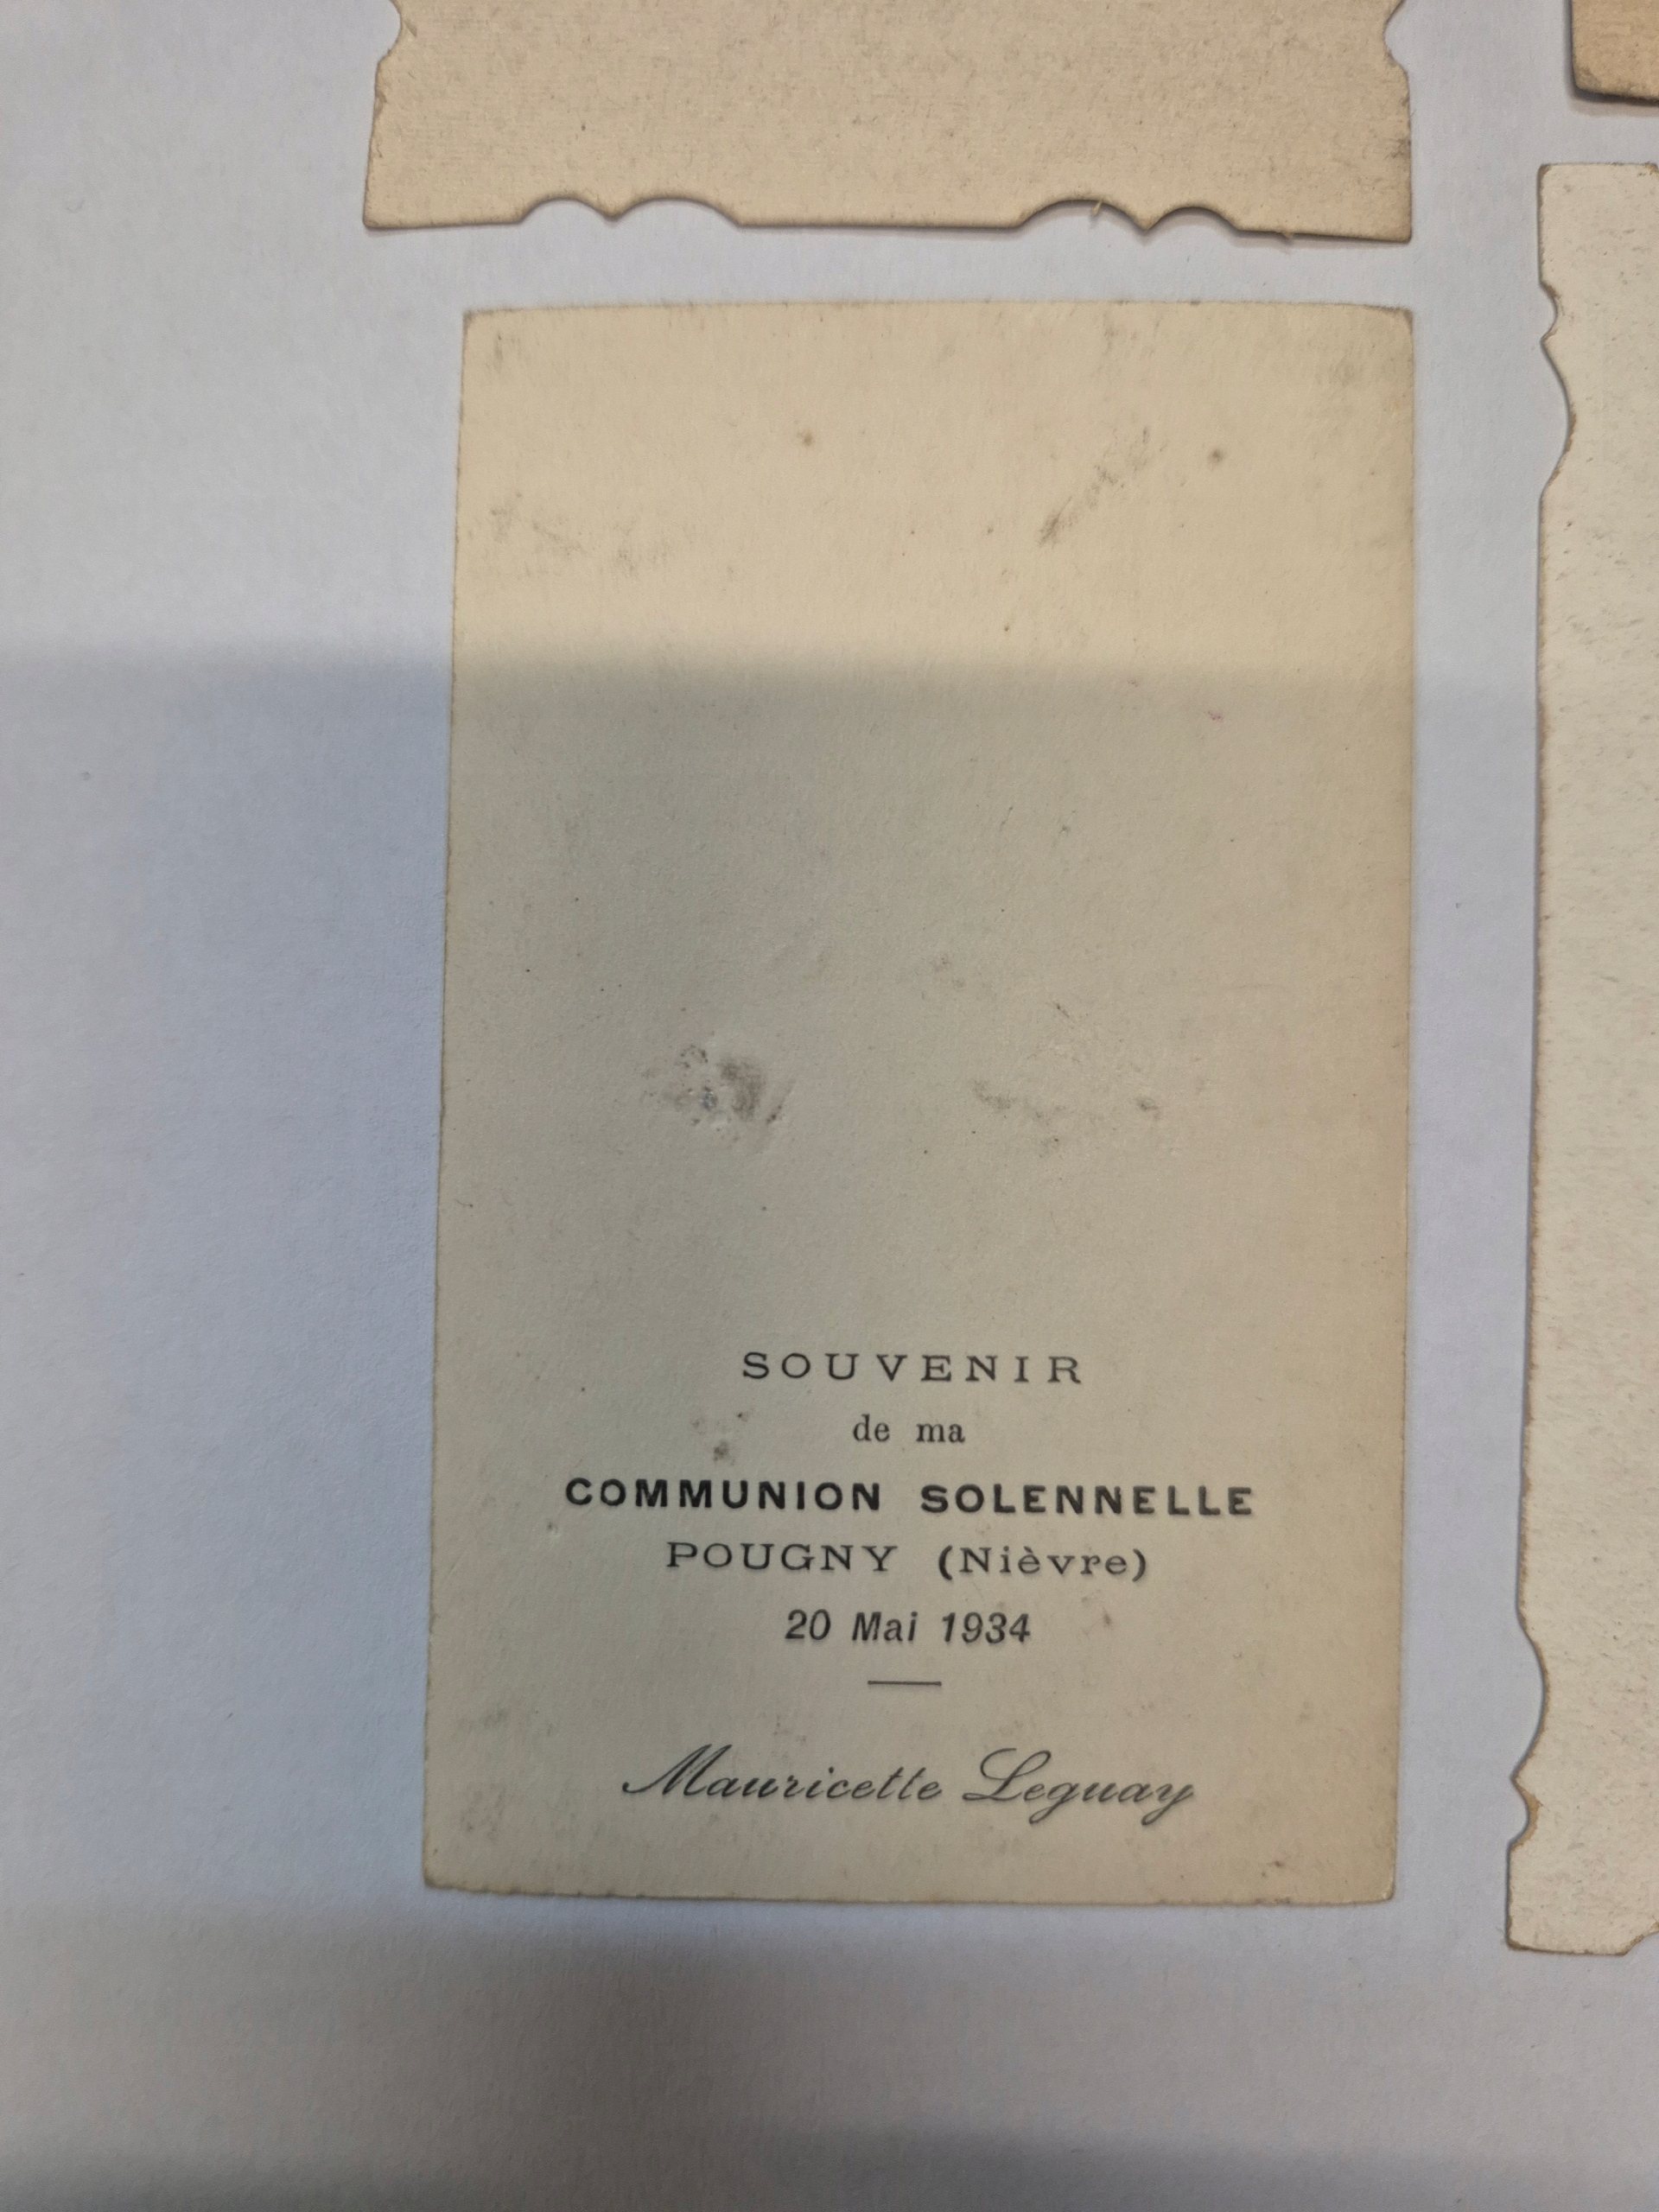 SOUVENIR
de ma
COMMUNION SOLENNELLE
POUGNY (Nièvre)
20 Mai 1934
Mauricette Leguay